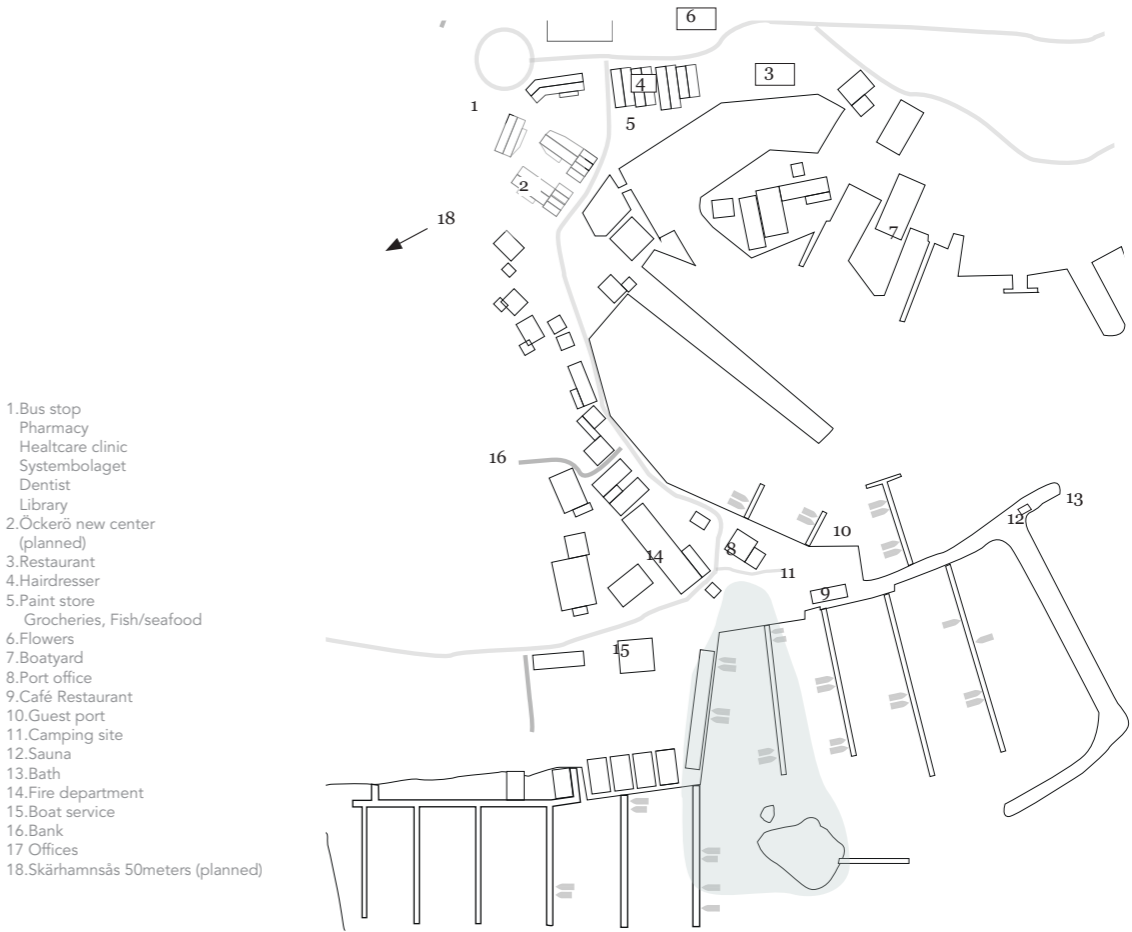 6
3
4
1
5
2
18
7
16
13
12
10
14
8
11
9
15
1.Bus stop
Pharmacy
Healtcare clinic
Systembolaget
Dentist
Library
2.Öckerö new center
(planned)
3.Restaurant
4.Hairdresser
5.Paint store
Grocheries, Fish/seafood
6.Flowers
7.Boatyard
8.Port office
9.Café Restaurant
10.Guest port
11.Camping site
12.Sauna
13.Bath
14.Fire department
15.Boat service
16.Bank
17 Offices
18.Skärhamnsås 50meters (planned)